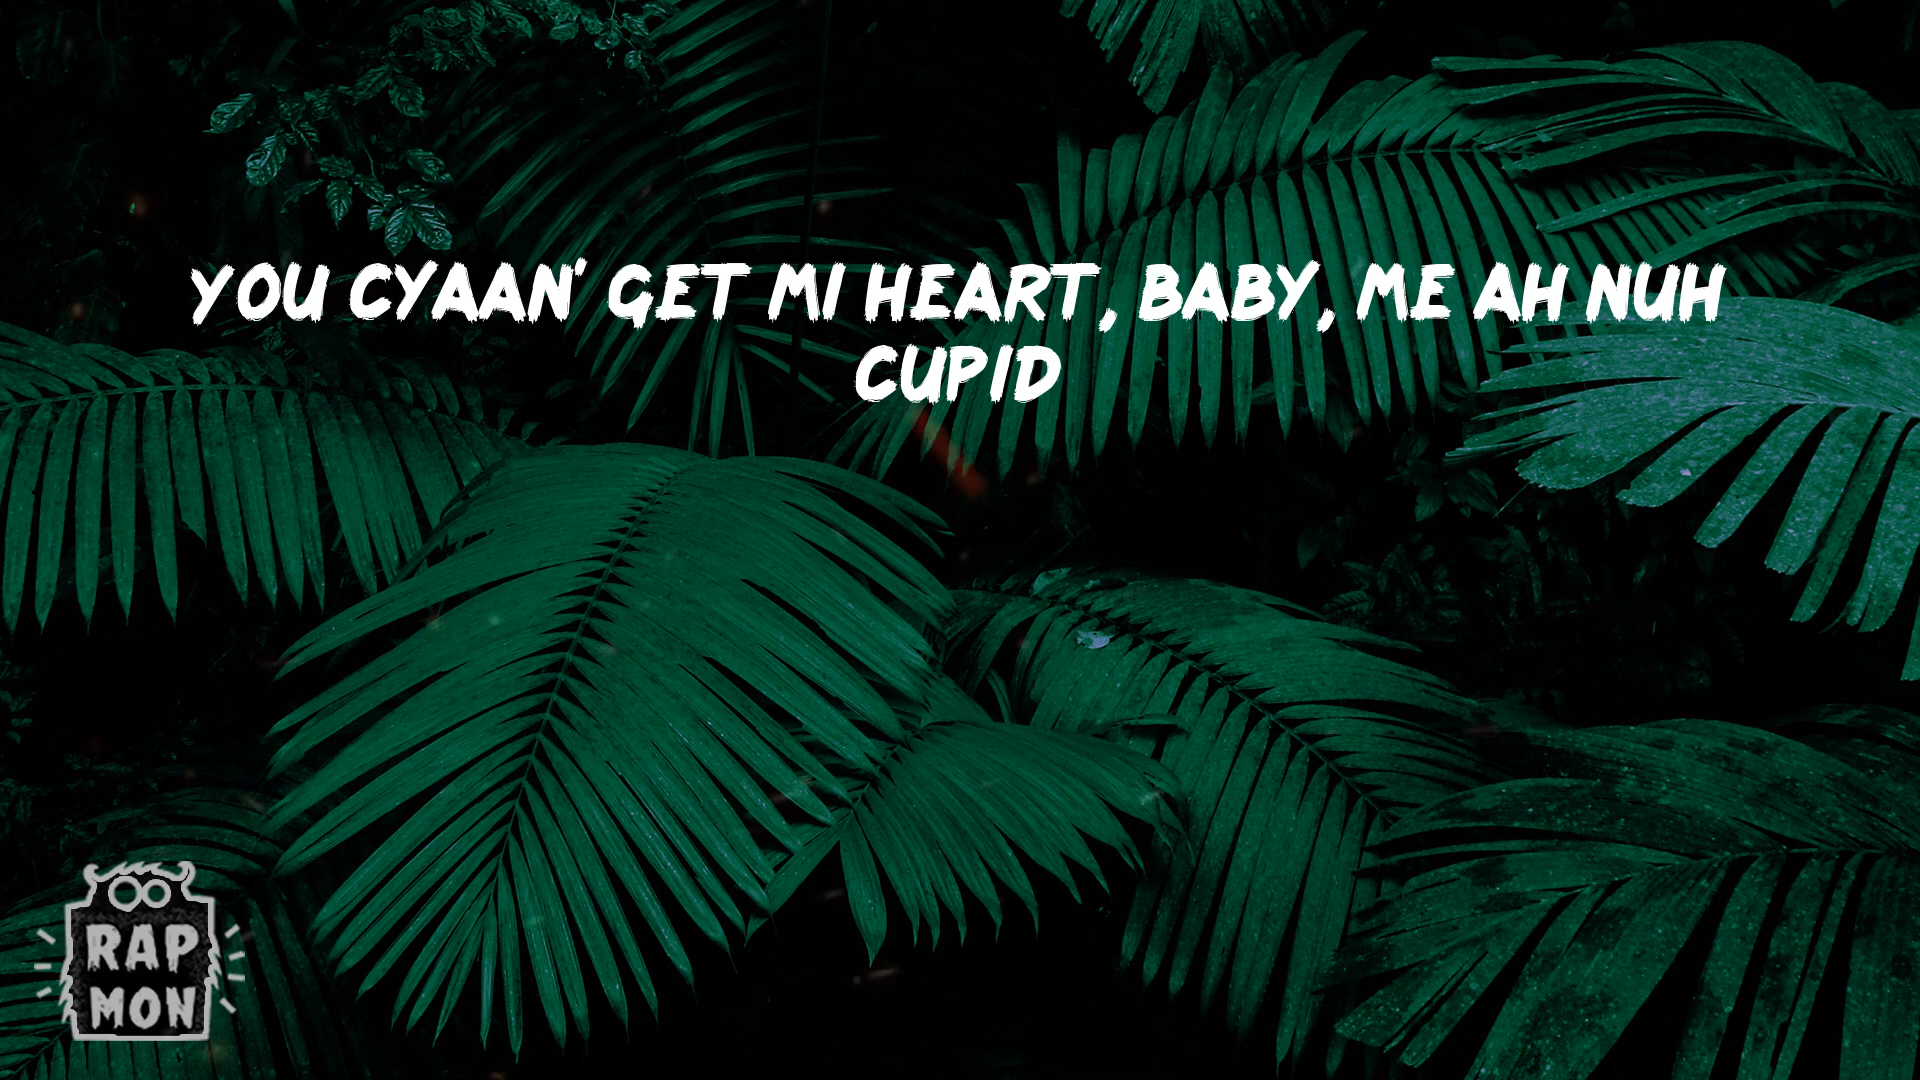 YOU CYAAN' GET MI HEART, BABY, ME AH NUH
CUPID
RAP
MON